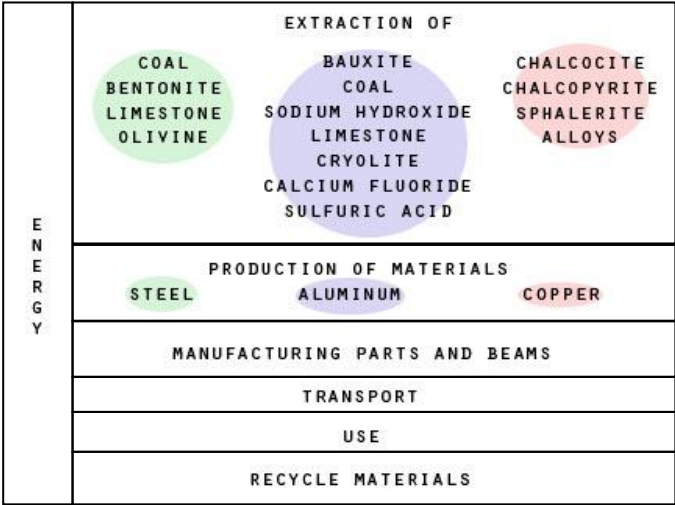 EXTRACTION OF
COAL
BENTONITE
LIMESTONE
OLIVINE
BAUXITE
COAL
SODIUM HYDROXIDE
LIMESTONE
CRYOLITE
CALCIUM FLUORIDE
SULFURIC ACID
CHALCOCITE
CHALCOPYRITE
SPHALERITE
ALLOYS
ENERGY
PRODUCTION OF MATERIALS
STEEL
ALUMINUM
COPPER
MANUFACTURING PARTS AND BEAMS
TRANSPORT
USE
RECYCLE MATERIALS